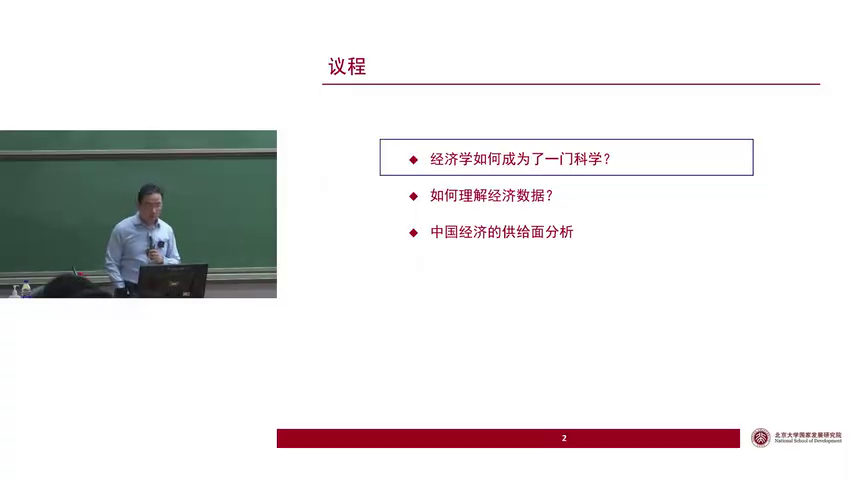 议程
经济学如何成为了一门科学?
如何理解经济数据?
中国经济的供给面分析
2
北京大学国家发展研究院
National School of Development